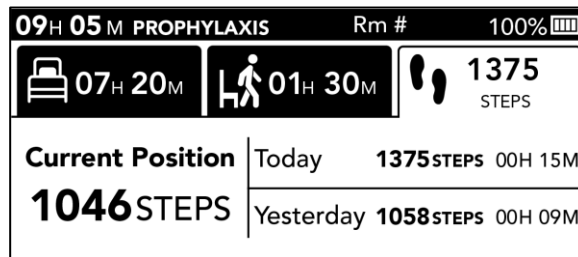 09H 05M PROPHYLAXIS Rm # 100%
07H 20M 01H 30M 1375 STEPS
Current Position
1046 STEPS
Today 1375 STEPS 00H 15M
Yesterday 1058 STEPS 00H 09M